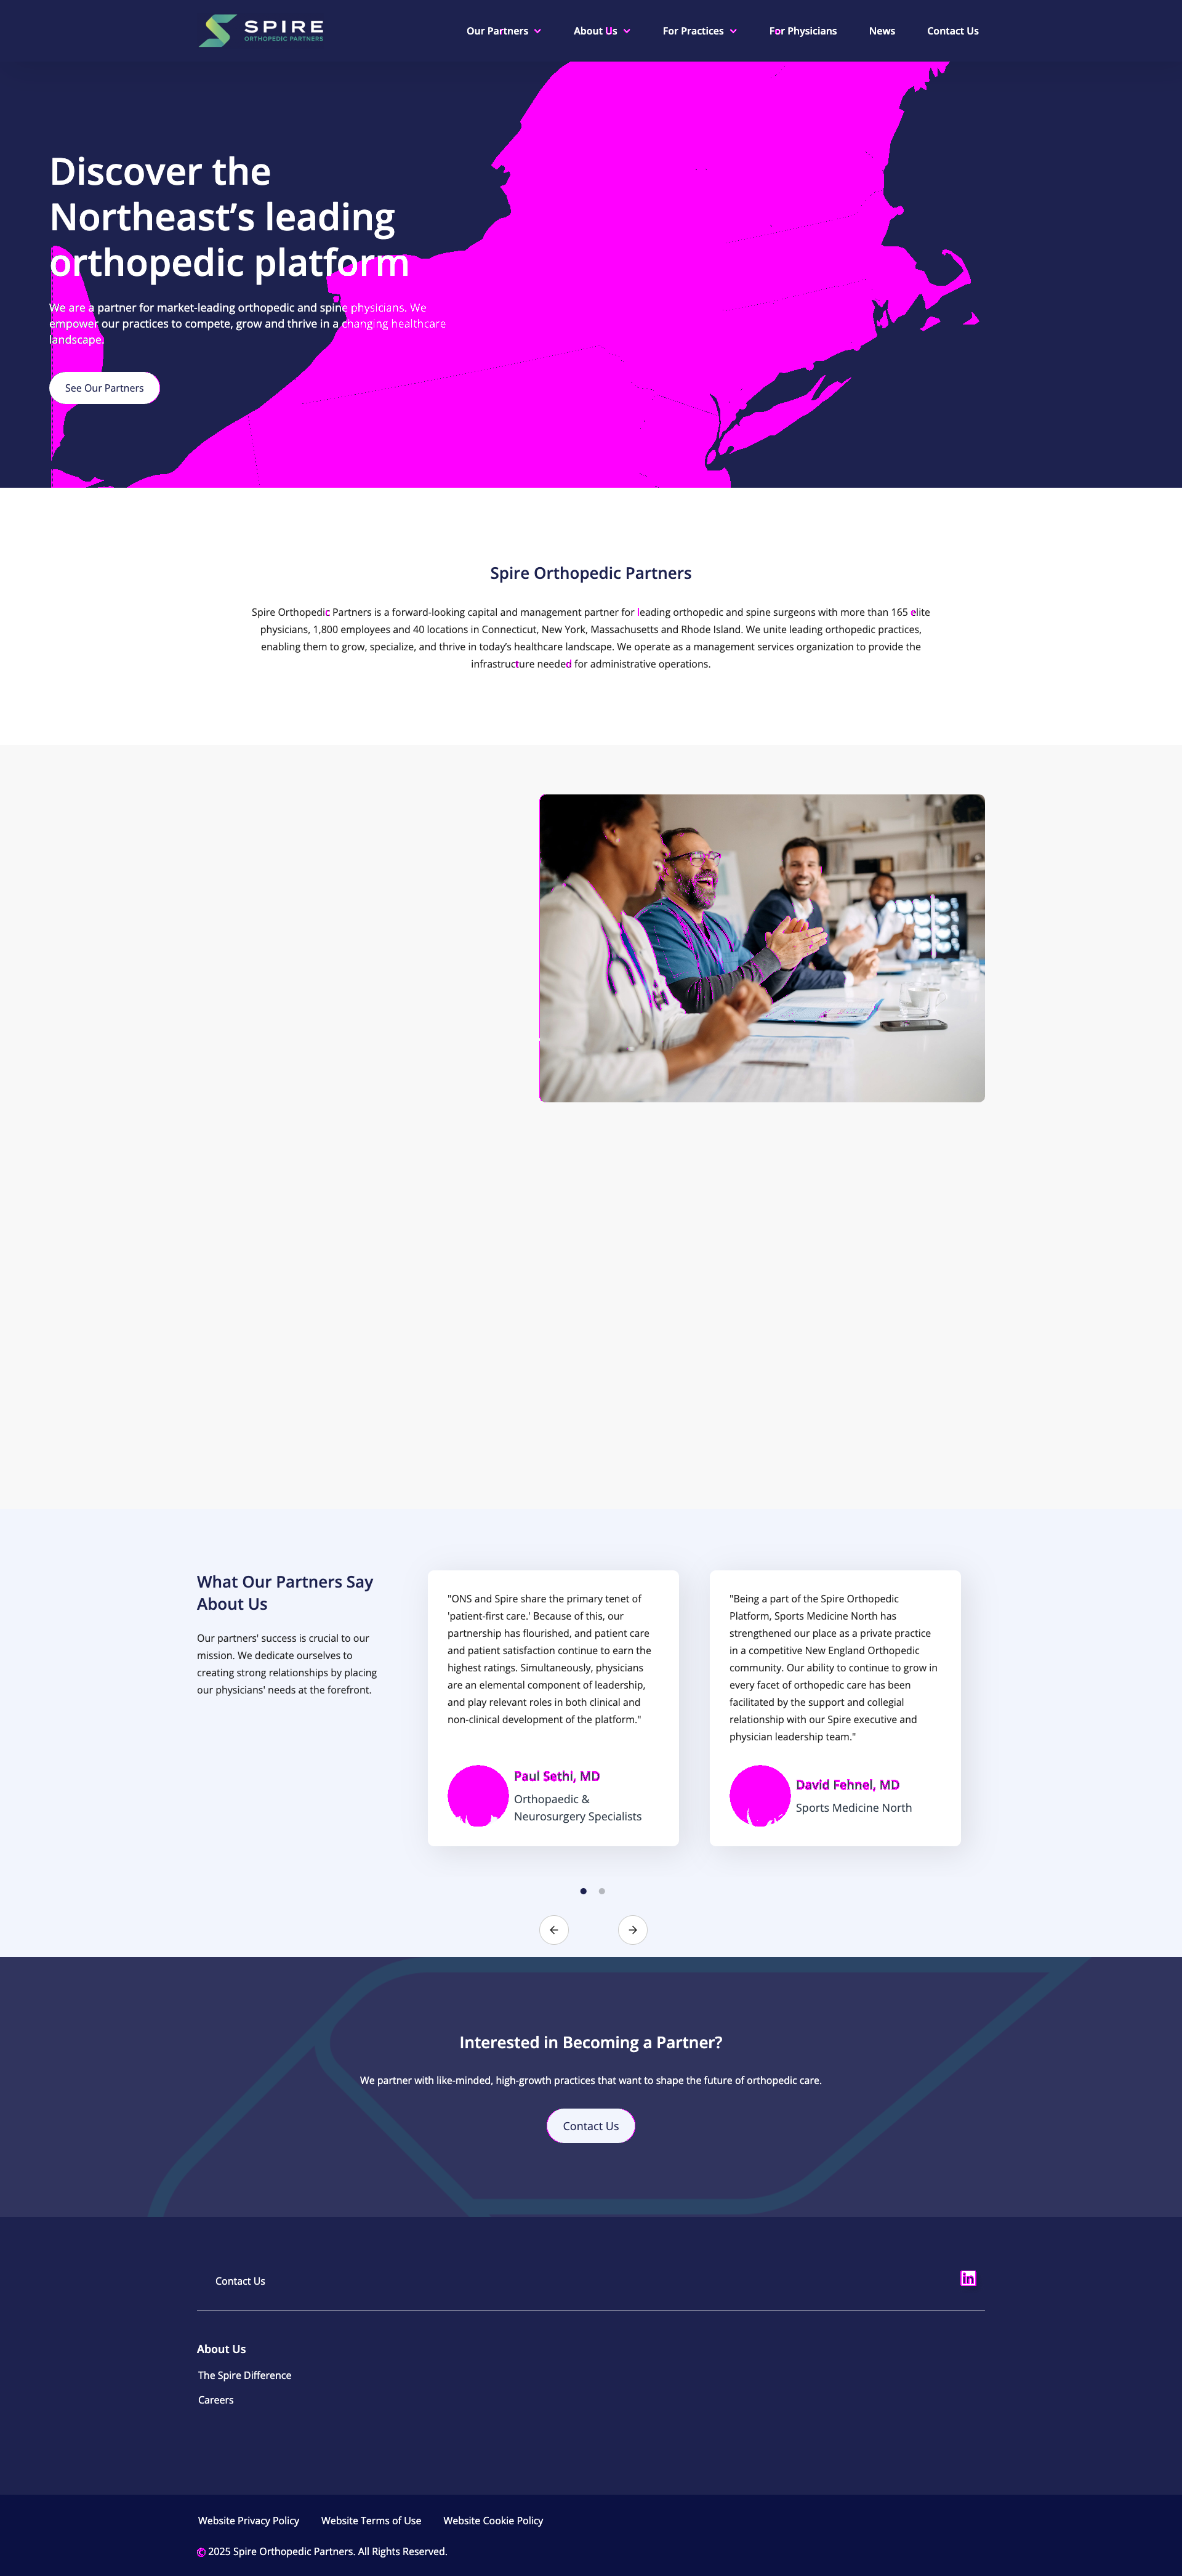 SPIRE
ORTHOPEDIC PARTNERS
Our Partners
About Us
For Practices
For Physicians
News
Contact Us
Discover the
Northeast’s leading
orthopedic platform
We are a partner for market-leading orthopedic and spine physicians. We
empower our practices to compete, grow and thrive in a changing healthcare
landscape.
See Our Partners
Spire Orthopedic Partners
Spire Orthopedic Partners is a forward-looking capital and management partner for leading orthopedic and spine surgeons with more than 165 elite
physicians, 1,800 employees and 40 locations in Connecticut, New York, Massachusetts and Rhode Island. We unite leading orthopedic practices,
enabling them to grow, specialize, and thrive in today’s healthcare landscape. We operate as a management services organization to provide the
infrastructure needed for administrative operations.
What Our Partners Say
About Us
Our partners' success is crucial to our
mission. We dedicate ourselves to
creating strong relationships by placing
our physicians' needs at the forefront.
"ONS and Spire share the primary tenet of
'patient-first care.' Because of this, our
partnership has flourished, and patient care
and patient satisfaction continue to earn the
highest ratings. Simultaneously, physicians
are an elemental component of leadership,
and play relevant roles in both clinical and
non-clinical development of the platform."
Paul Sethi, MD
Orthopaedic &
Neurosurgery Specialists
"Being a part of the Spire Orthopedic
Platform, Sports Medicine North has
strengthened our place as a private practice
in a competitive New England Orthopedic
community. Our ability to continue to grow in
every facet of orthopedic care has been
facilitated by the support and collegial
relationship with our Spire executive and
physician leadership team."
David Fehnel, MD
Sports Medicine North
Interested in Becoming a Partner?
We partner with like-minded, high-growth practices that want to shape the future of orthopedic care.
Contact Us
Contact Us
in
About Us
The Spire Difference
Careers
Website Privacy Policy
Website Terms of Use
Website Cookie Policy
© 2025 Spire Orthopedic Partners. All Rights Reserved.